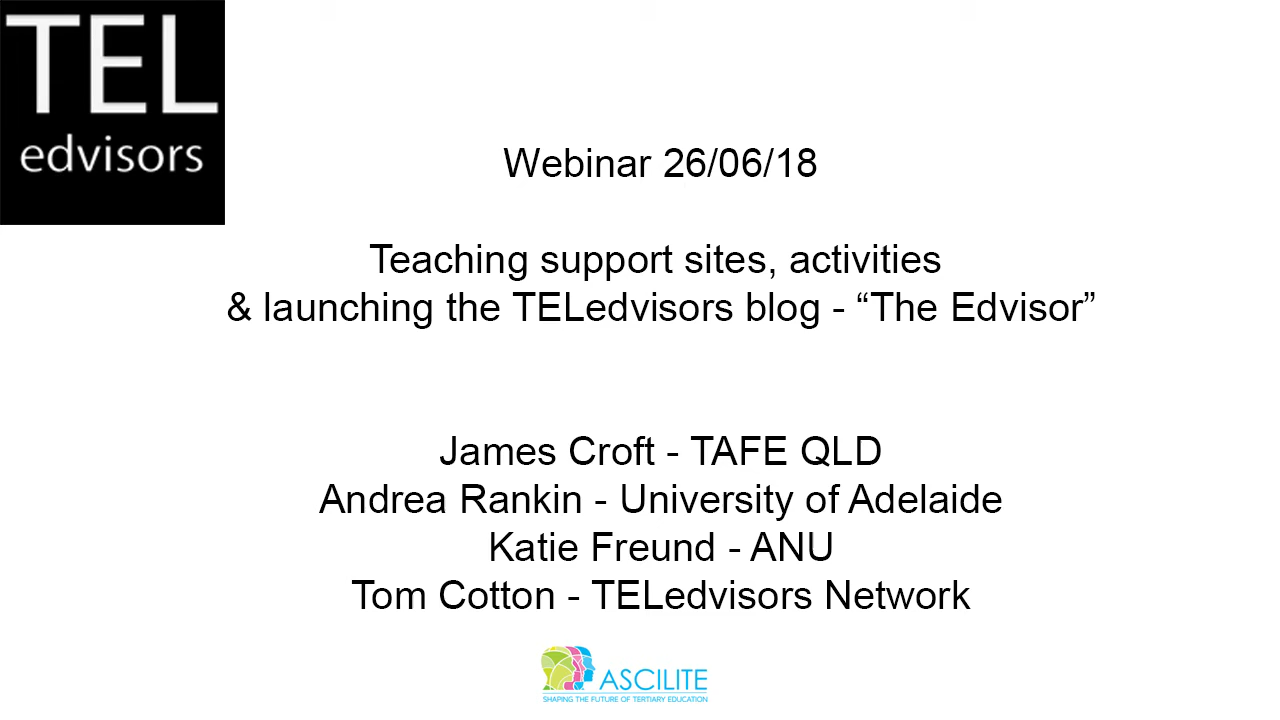 TEL
edvisors
Webinar 26/06/18
Teaching support sites, activities
& launching the TELedvisors blog - “The Edvisor”
James Croft - TAFE QLD
Andrea Rankin - University of Adelaide
Katie Freund - ANU
Tom Cotton - TELedvisors Network
ASCILITE
SHAPING THE FUTURE OF TERTIARY EDUCATION